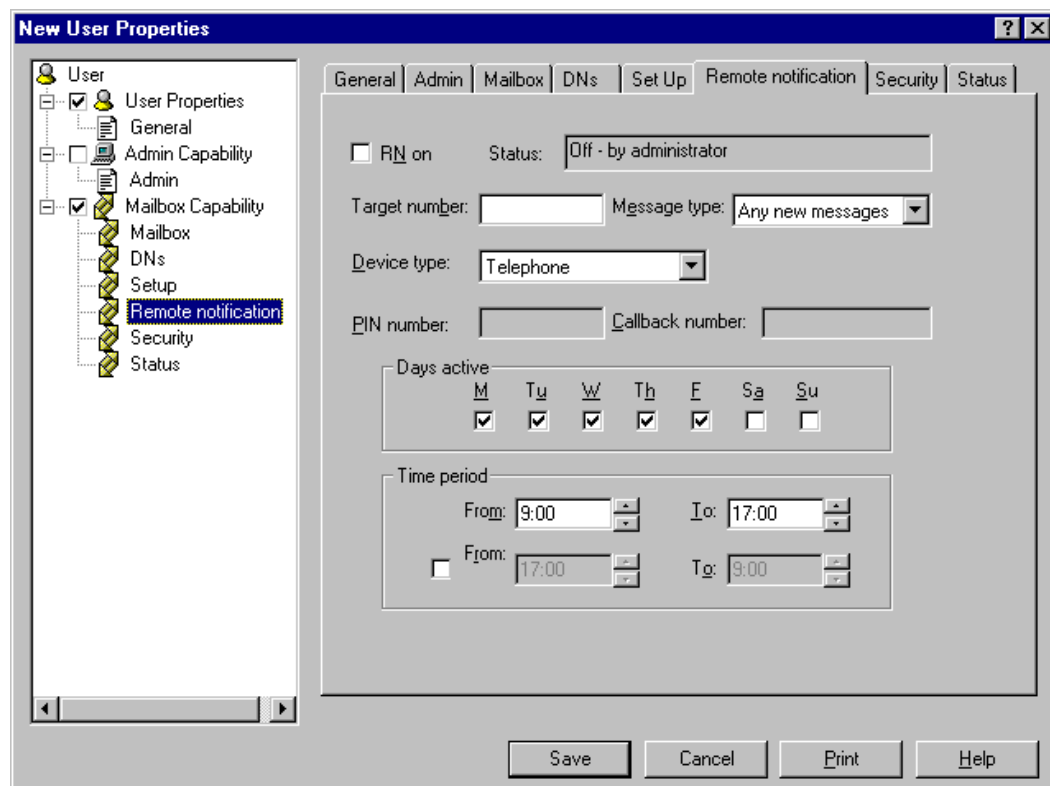 New User Properties
User
User Properties
General
Admin Capability
Admin
Mailbox Capability
Mailbox
DNs
Setup
Remote notification
Security
Status
General Admin Mailbox DNs Set Up Remote notification Security Status
RN on Status: Off - by administrator
Target number: Message type: Any new messages
Device type: Telephone
PIN number: Callback number:
Days active
M Tu W Th F Sa Su
Time period
From: 9:00 To: 17:00
From: 17:00 To: 9:00
Save Cancel Print Help